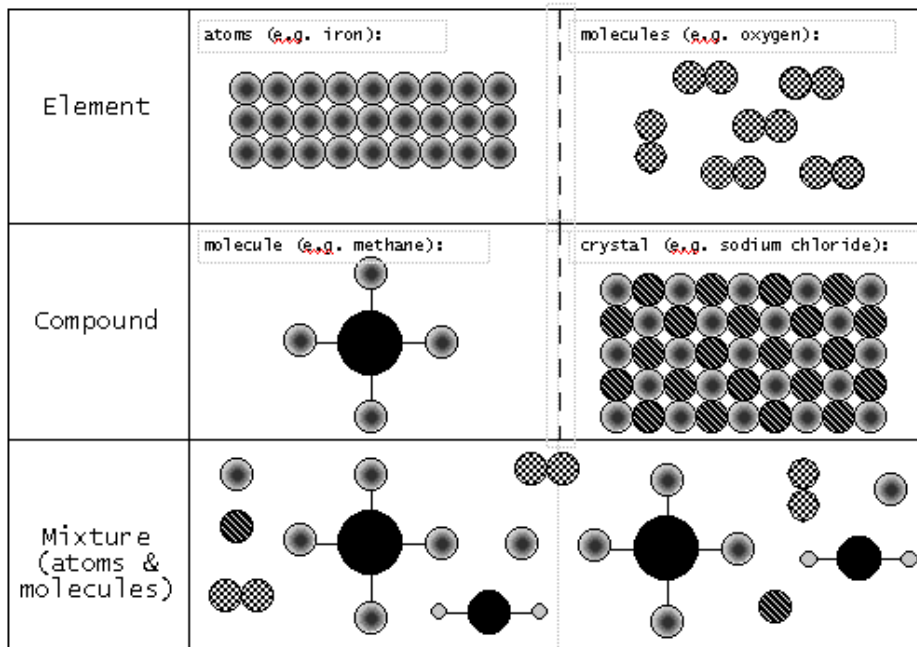 atoms (e.g. iron):
molecules (e.g. oxygen):
Element
molecule (e.g. methane):
crystal (e.g. sodium chloride):
Compound
Mixture
(atoms &
molecules)